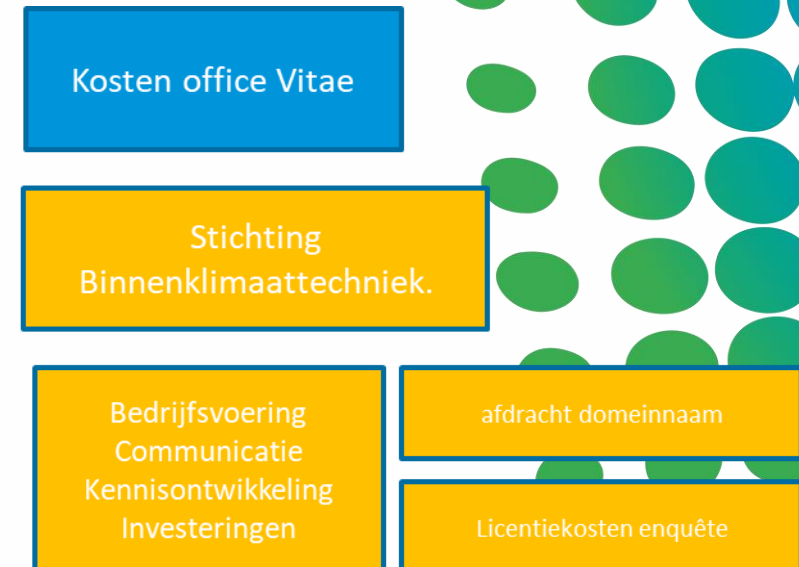 Kosten office Vitae
Stichting
Binnenklimaattechniek.
Bedrijfsvoering
Communicatie
Kennisontwikkeling
Investeringen
afdracht domeinnaam
Licentiekosten enquête